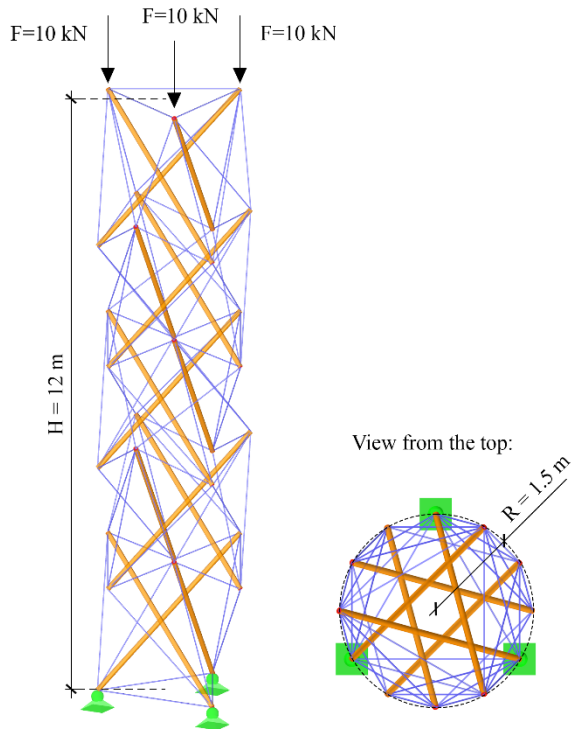 F=10 kN
F=10 kN
F=10 kN
H = 12 m
View from the top:
R = 1.5 m